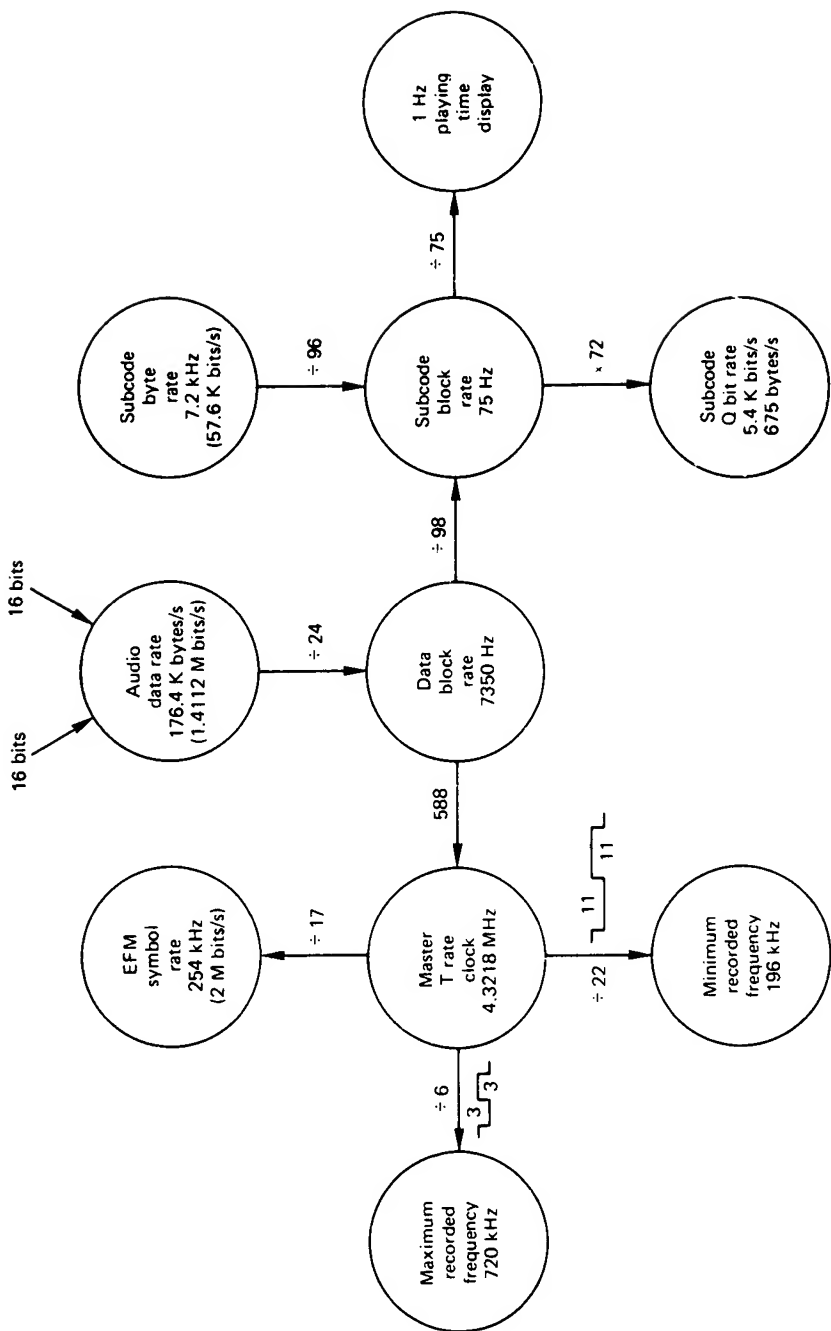 16 bits
16 bits
EFM
symbol
rate
254 kHz
(2 M bits/s)
Audio
data rate
176.4 K bytes/s
(1.4112 M bits/s)
Subcode
byte
rate
7.2 kHz
(57.6 K bits/s)
÷ 17
÷ 24
÷ 96
Maximum
recorded
frequency
720 kHz
÷ 6
3
3
Master
T rate
clock
4.3218 MHz
588
Data
block
rate
7350 Hz
÷ 98
Subcode
block
rate
75 Hz
÷ 75
1 Hz
playing
time
display
÷ 22
11
11
× 72
Minimum
recorded
frequency
196 kHz
Subcode
Q bit rate
5.4 K bits/s
675 bytes/s